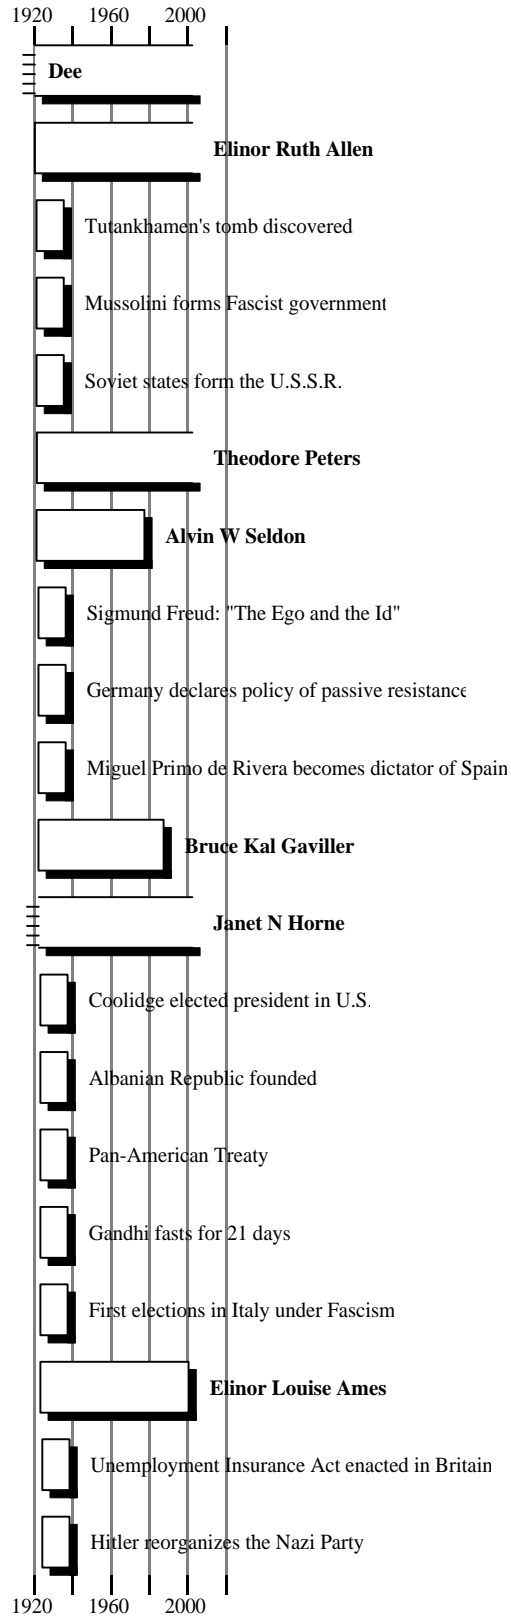 1920 1960 2000
Dee
Elinor Ruth Allen
Tutankhamen's tomb discovered
Mussolini forms Fascist government
Soviet states form the U.S.S.R.
Theodore Peters
Alvin W Seldon
Sigmund Freud: "The Ego and the Id"
Germany declares policy of passive resistance
Miguel Primo de Rivera becomes dictator of Spain
Bruce Kal Gaviller
Janet N Horne
Coolidge elected president in U.S.
Albanian Republic founded
Pan-American Treaty
Gandhi fasts for 21 days
First elections in Italy under Fascism
Elinor Louise Ames
Unemployment Insurance Act enacted in Britain
Hitler reorganizes the Nazi Party
1920 1960 2000